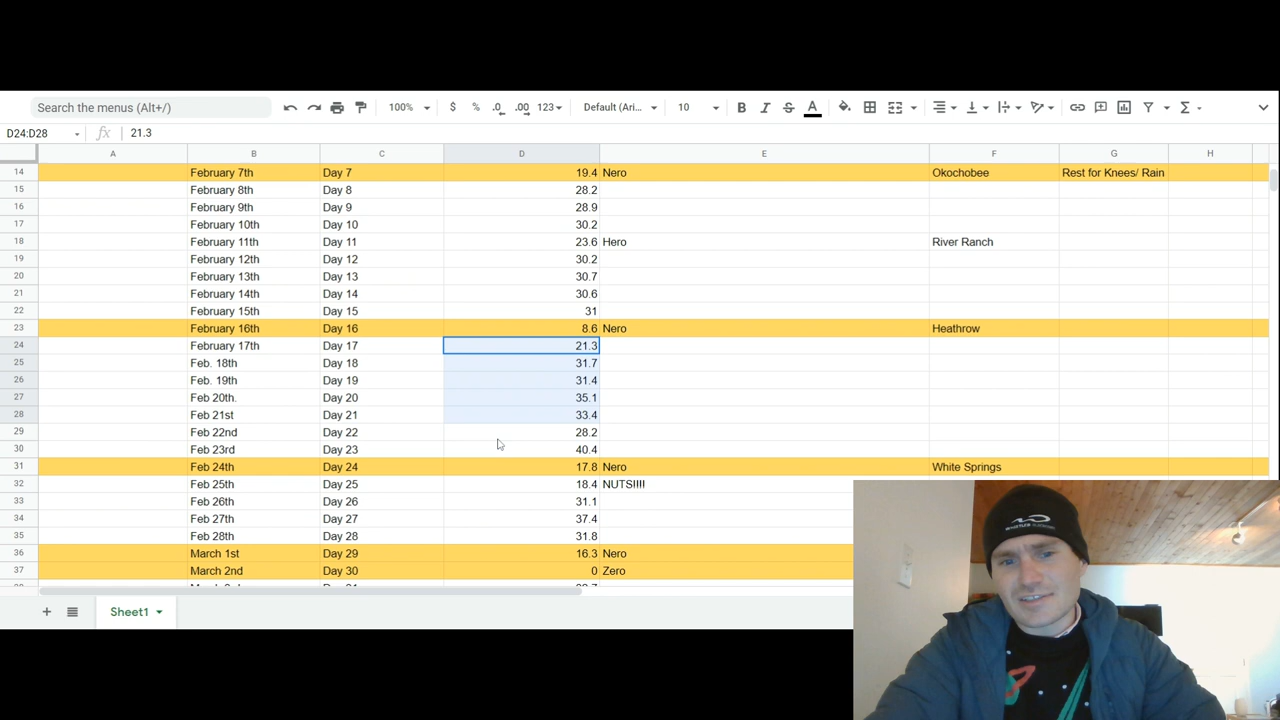 Search the menus (Alt+/) 100% $ % .0 .00 123 Default (Ari... 10 B I S A Σ
D24:D28 fx 21.3
A B C D E F G H
14 February 7th Day 7 19.4 Nero Okochobee Rest for Knees/ Rain
15 February 8th Day 8 28.2
16 February 9th Day 9 28.9
17 February 10th Day 10 30.2
18 February 11th Day 11 23.6 Hero River Ranch
19 February 12th Day 12 30.2
20 February 13th Day 13 30.7
21 February 14th Day 14 30.6
22 February 15th Day 15 31
23 February 16th Day 16 8.6 Nero Heathrow
24 February 17th Day 17 21.3
25 Feb. 18th Day 18 31.7
26 Feb. 19th Day 19 31.4
27 Feb 20th. Day 20 35.1
28 Feb 21st Day 21 33.4
29 Feb 22nd Day 22 28.2
30 Feb 23rd Day 23 40.4
31 Feb 24th Day 24 17.8 Nero White Springs
32 Feb 25th Day 25 18.4 NUTS!!!!
33 Feb 26th Day 26 31.1
34 Feb 27th Day 27 37.4
35 Feb 28th Day 28 31.8
36 March 1st Day 29 16.3 Nero
37 March 2nd Day 30 0 Zero
+ Sheet1